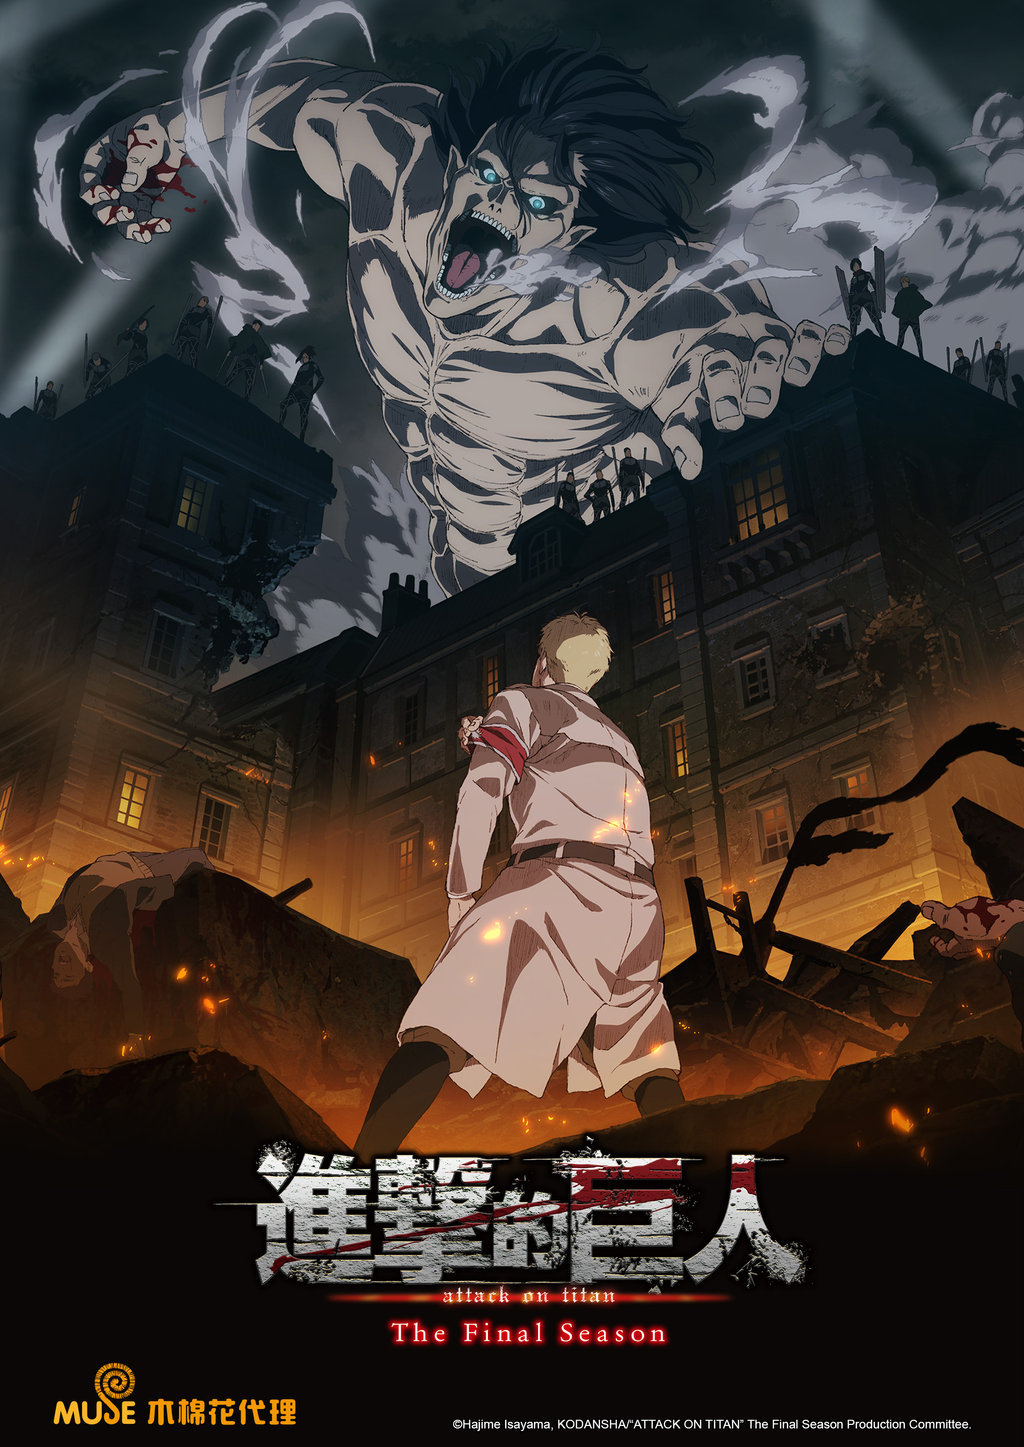 進撃的巨人
attack on titan
The Final Season
MUSE 木棉花代理
©Hajime Isayama, KODANSHA/“ATTACK ON TITAN” The Final Season Production Committee.